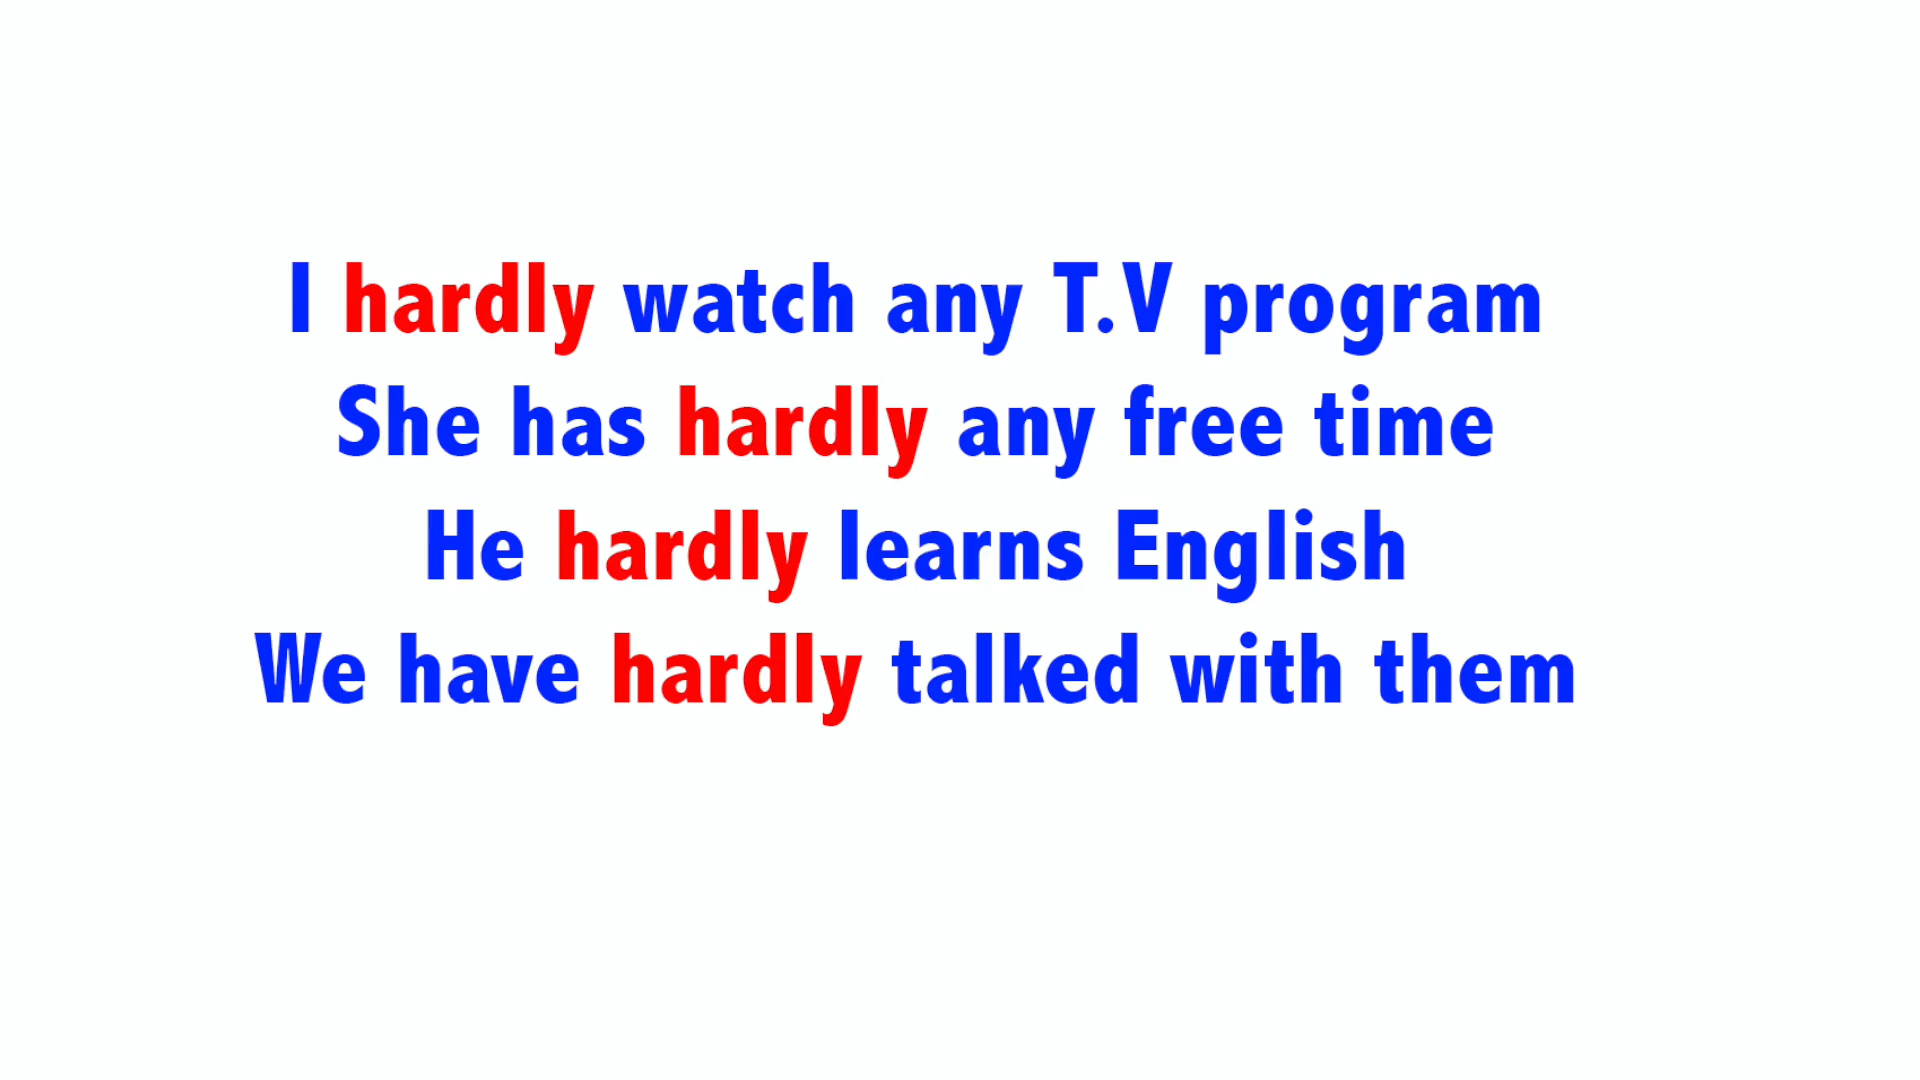 I hardly watch any T.V program
She has hardly any free time
He hardly learns English
We have hardly talked with them